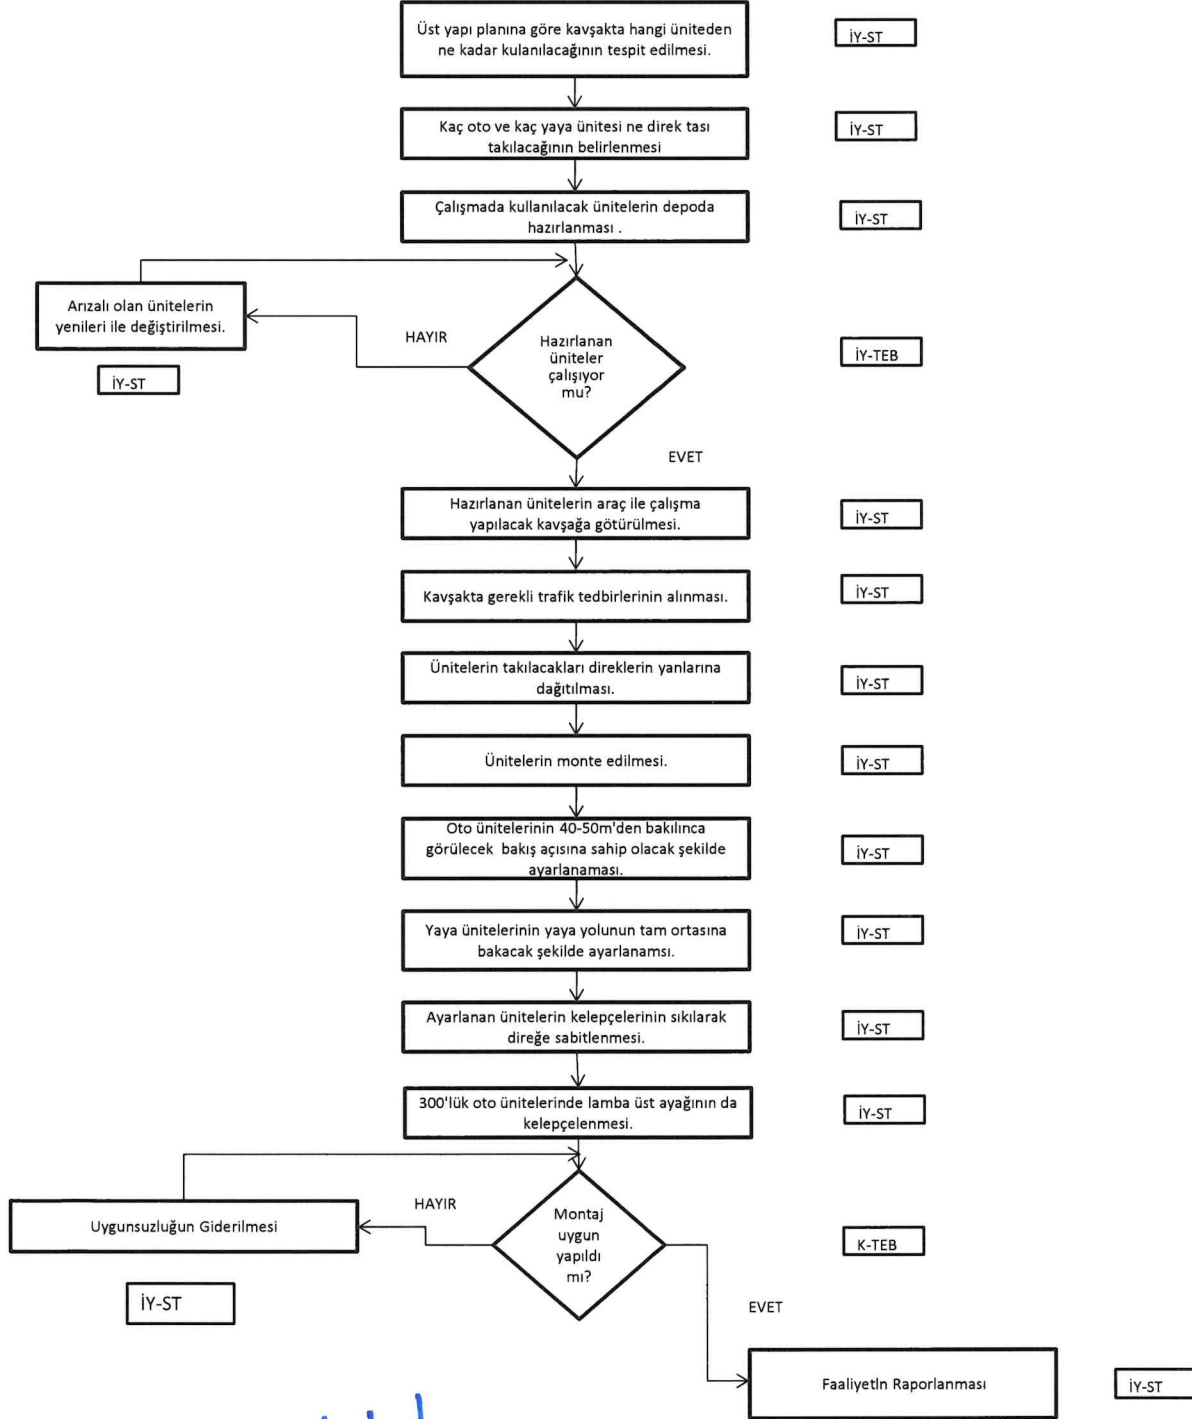 Üst yapı planına göre kavşakta hangi üniteden
ne kadar kulanılacağının tespit edilmesi.
İY-ST
Kaç oto ve kaç yaya ünitesi ne direk tası
takılacağının belirlenmesi
İY-ST
Çalışmada kullanılacak ünitelerin depoda
hazırlanması .
İY-ST
Arızalı olan ünitelerin
yenileri ile değiştirilmesi.
İY-ST
HAYIR
Hazırlanan
üniteler
çalışıyor
mu?
İY-TEB
EVET
Hazırlanan ünitelerin araç ile çalışma
yapılacak kavşağa götürülmesi.
İY-ST
Kavşakta gerekli trafik tedbirlerinin alınması.
İY-ST
Ünitelerin takılacakları direklerin yanlarına
dağıtılması.
İY-ST
Ünitelerin monte edilmesi.
İY-ST
Oto ünitelerinin 40-50m'den bakılınca
görülecek bakış açısına sahip olacak şekilde
ayarlanaması.
İY-ST
Yaya ünitelerinin yaya yolunun tam ortasına
bakacak şekilde ayarlanamsı.
İY-ST
Ayarlanan ünitelerin kelepçelerinin sıkılarak
direğe sabitlenmesi.
İY-ST
300'lük oto ünitelerinde lamba üst ayağının da
kelepçelenmesi.
İY-ST
Uygunsuzluğun Giderilmesi
İY-ST
HAYIR
Montaj
uygun
yapıldı
mı?
K-TEB
EVET
Faaliyetln Raporlanması
İY-ST